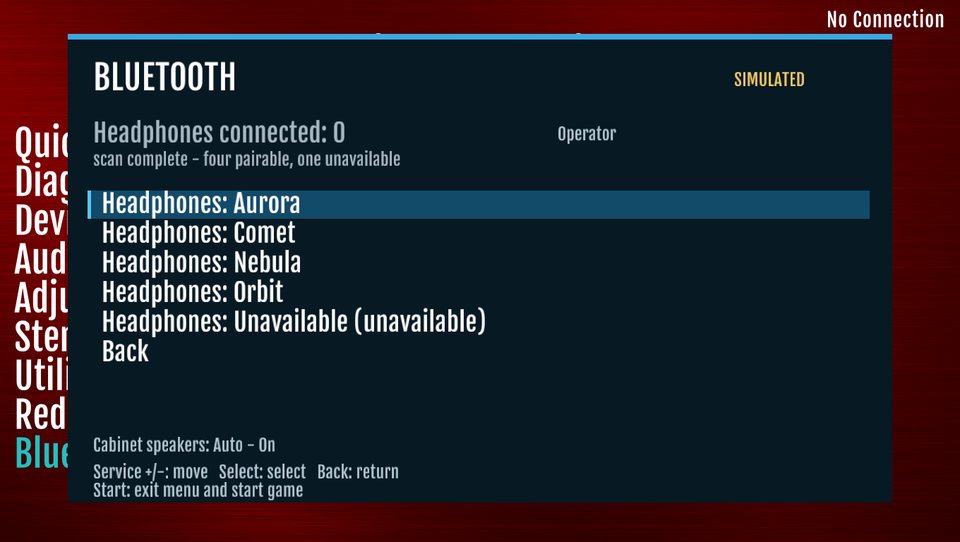 No Connection
BLUETOOTH
SIMULATED
Headphones connected: 0
Operator
scan complete - four pairable, one unavailable
Headphones: Aurora
Headphones: Comet
Headphones: Nebula
Headphones: Orbit
Headphones: Unavailable (unavailable)
Back
Cabinet speakers: Auto - On
Service +/-: move Select: select Back: return
Start: exit menu and start game